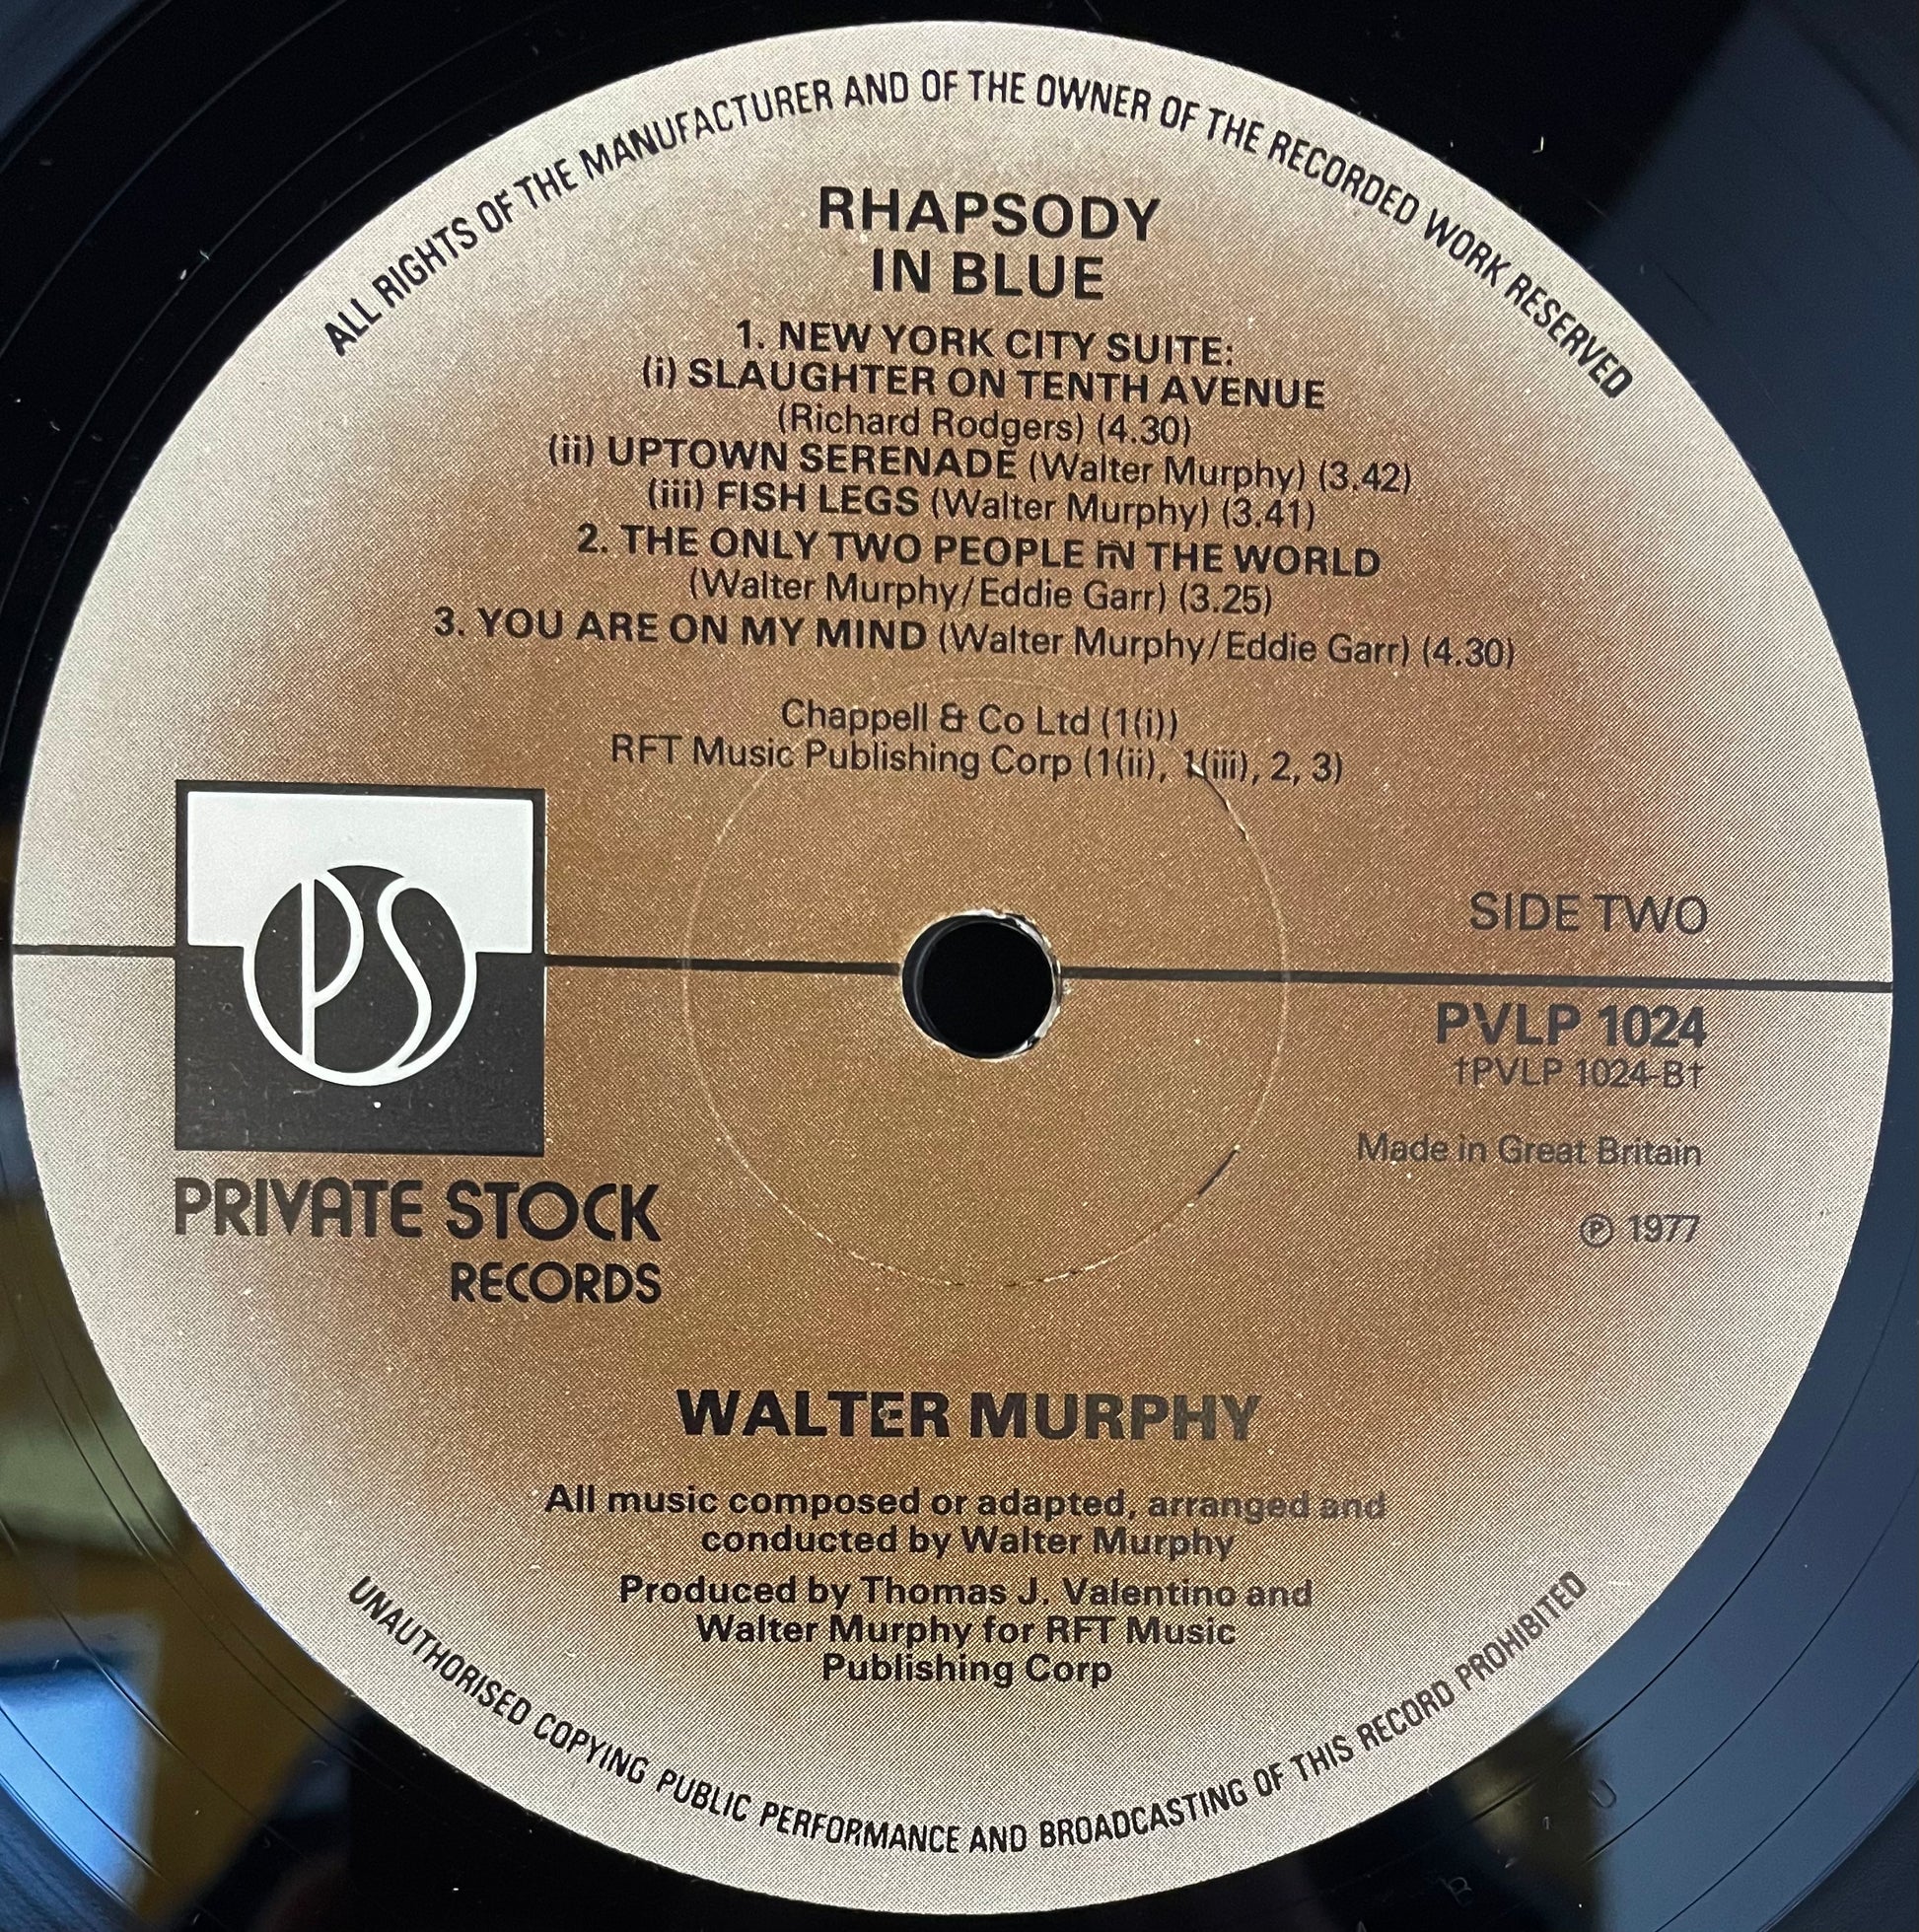 ALL RIGHTS OF THE MANUFACTURER AND OF THE OWNER OF THE RECORDED WORK RESERVED
RHAPSODY
IN BLUE
1. NEW YORK CITY SUITE:
(i) SLAUGHTER ON TENTH AVENUE
(Richard Rodgers) (4.30)
(ii) UPTOWN SERENADE (Walter Murphy) (3.42)
(iii) FISH LEGS (Walter Murphy) (3.41)
2. THE ONLY TWO PEOPLE IN THE WORLD
(Walter Murphy/Eddie Garr) (3.25)
3. YOU ARE ON MY MIND (Walter Murphy/Eddie Garr) (4.30)
Chappell & Co Ltd (1(i))
RFT Music Publishing Corp (1(ii), 1(iii), 2, 3)
PS
PRIVATE STOCK
RECORDS
SIDE TWO
PVLP 1024
†PVLP 1024-B†
Made in Great Britain
℗ 1977
WALTER MURPHY
All music composed or adapted, arranged and
conducted by Walter Murphy
Produced by Thomas J. Valentino and
Walter Murphy for RFT Music
Publishing Corp
UNAUTHORISED COPYING PUBLIC PERFORMANCE AND BROADCASTING OF THIS RECORD PROHIBITED